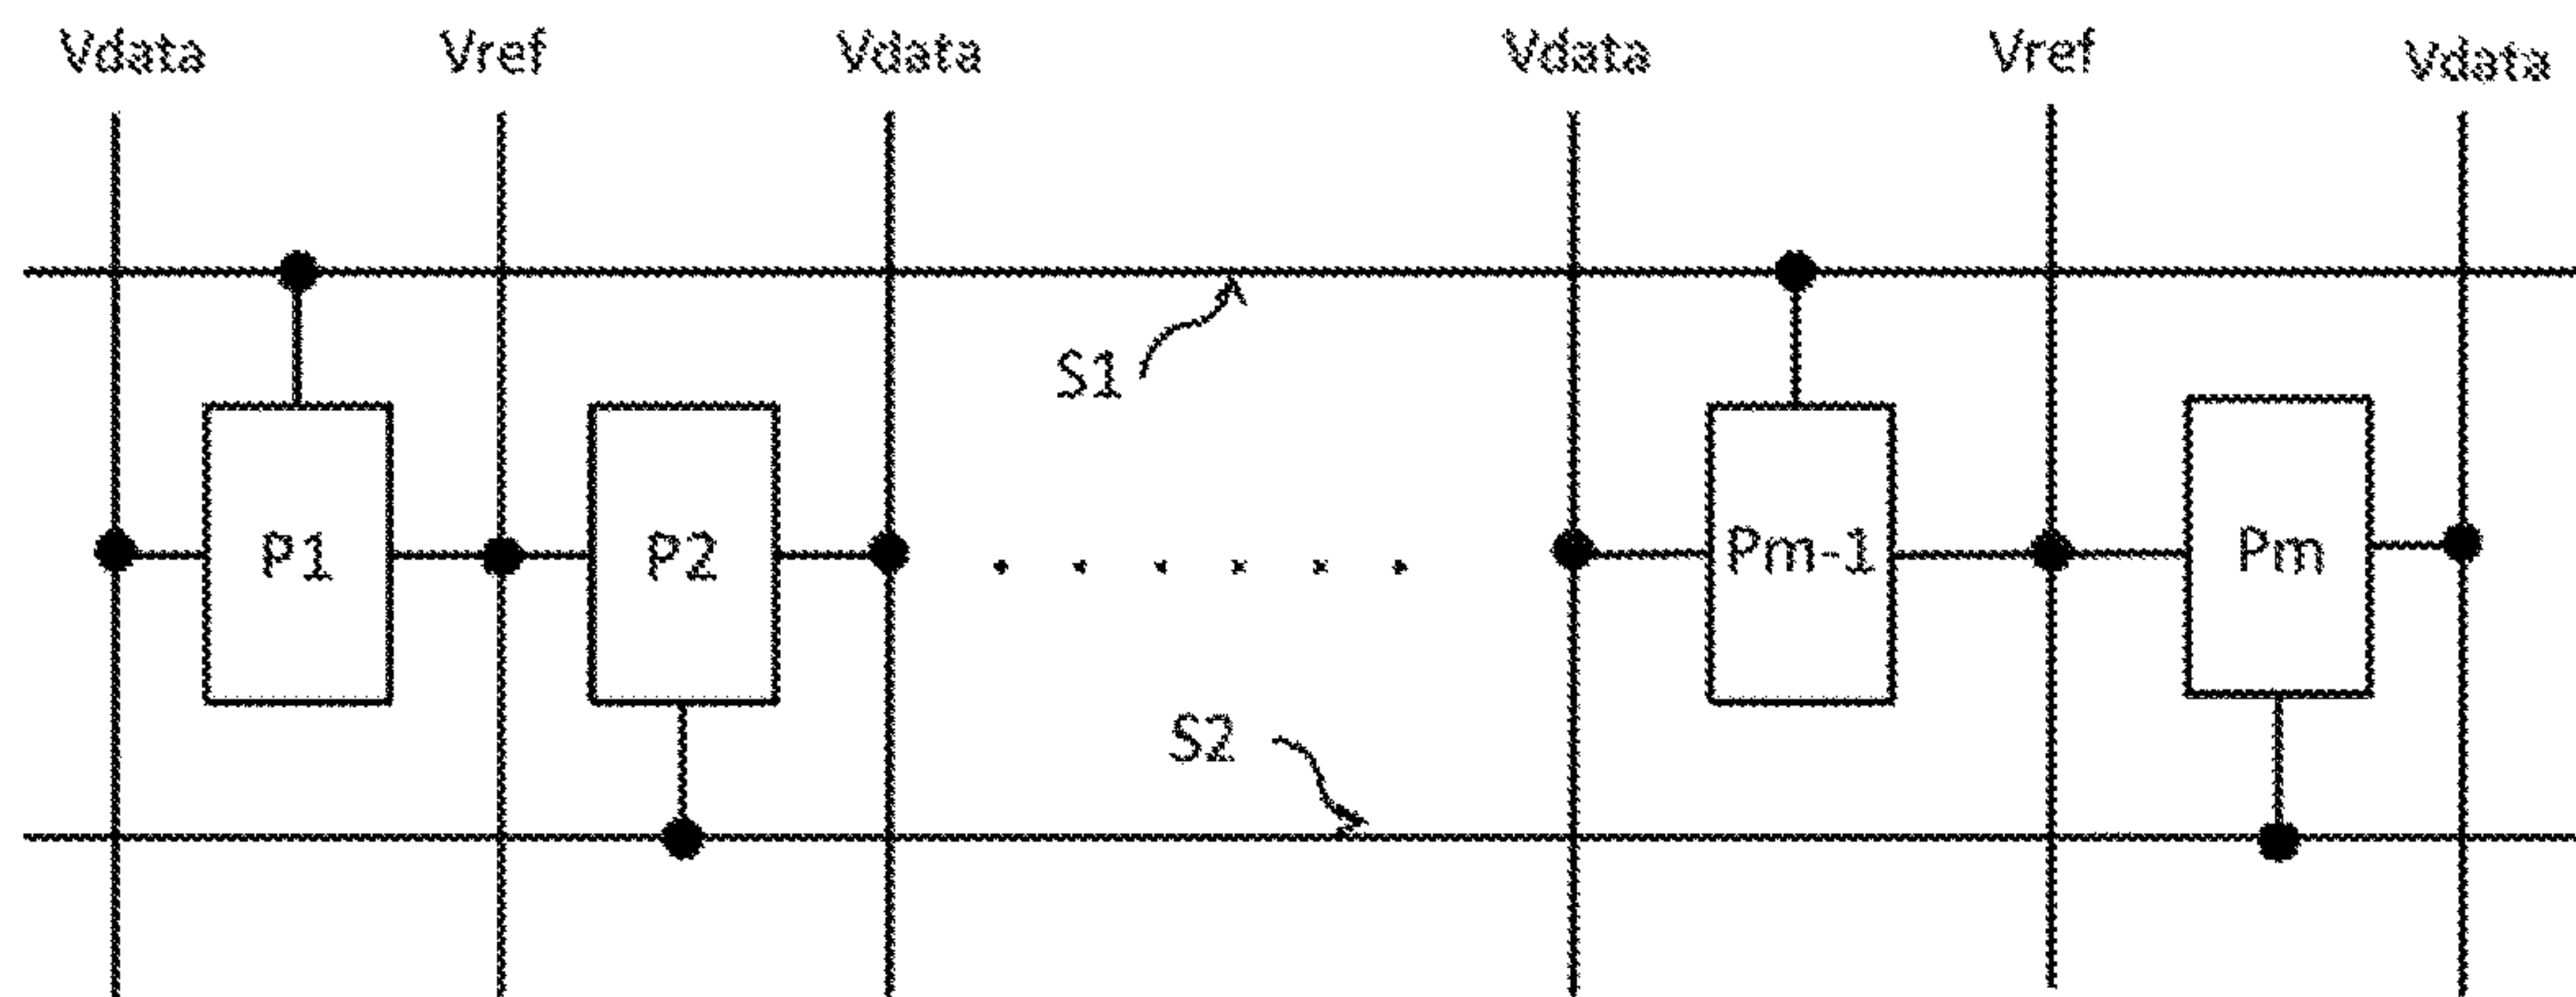 Vdata Vref Vdata Vdata Vref Vdata
S1
P1 P2 . . . . . . Pm-1 Pm
S2